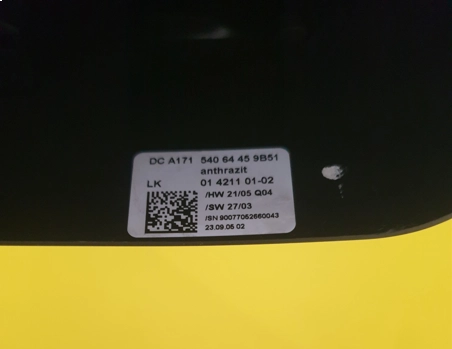 DC A171 540 64 45 9B51
anthrazit
LK 01 4211 01-02
/HW 21/05 Q04
/SW 27/03
/SN 90077052660043
23.09.05 02